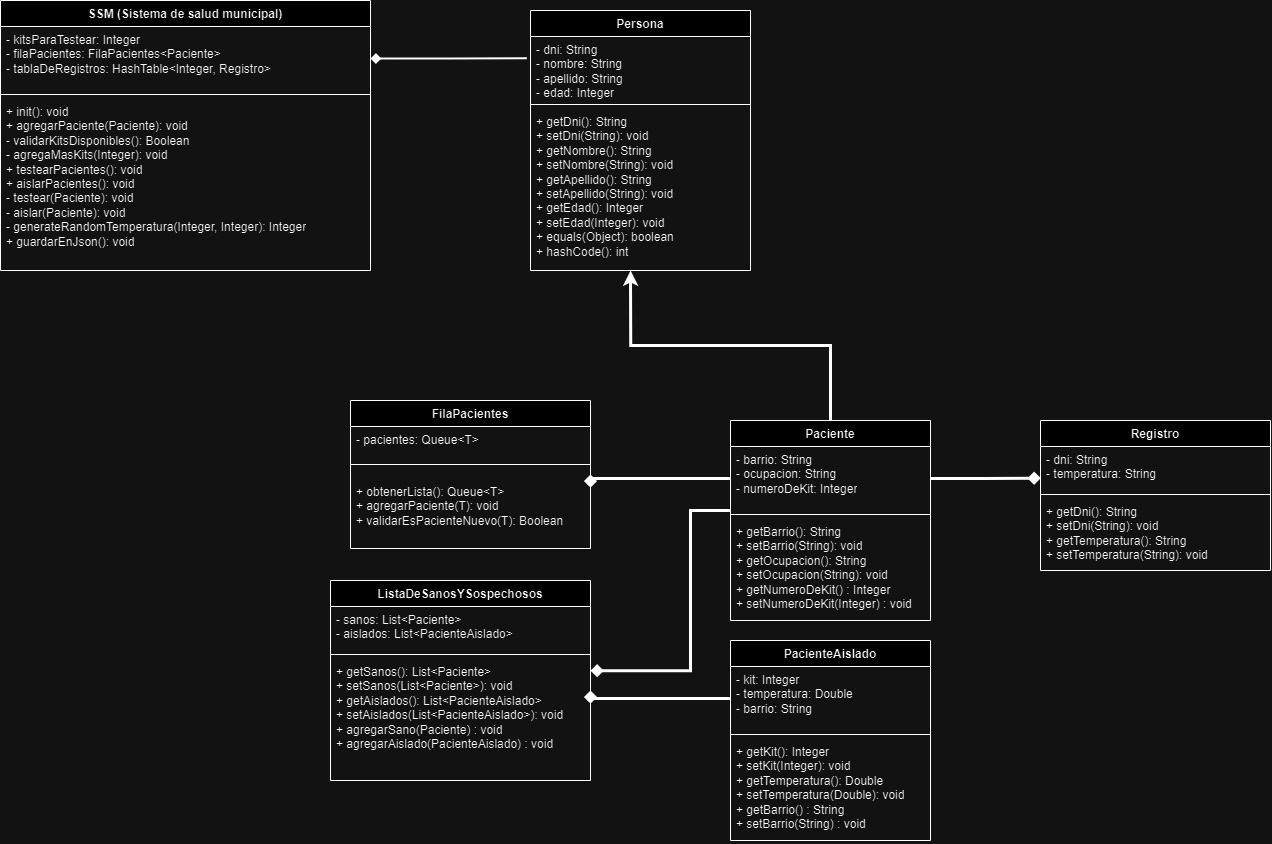 SSM (Sistema de salud municipal)
- kitsParaTestear: Integer
- filaPacientes: FilaPacientes<Paciente>
- tablaDeRegistros: HashTable<Integer, Registro>
+ init(): void
+ agregarPaciente(Paciente): void
- validarKitsDisponibles(): Boolean
- agregaMasKits(Integer): void
+ testearPacientes(): void
+ aislarPacientes(): void
- testear(Paciente): void
- aislar(Paciente): void
- generateRandomTemperatura(Integer, Integer): Integer
+ guardarEnJson(): void
Persona
- dni: String
- nombre: String
- apellido: String
- edad: Integer
+ getDni(): String
+ setDni(String): void
+ getNombre(): String
+ setNombre(String): void
+ getApellido(): String
+ setApellido(String): void
+ getEdad(): Integer
+ setEdad(Integer): void
+ equals(Object): boolean
+ hashCode(): int
FilaPacientes
- pacientes: Queue<T>
+ obtenerLista(): Queue<T>
+ agregarPaciente(T): void
+ validarEsPacienteNuevo(T): Boolean
Paciente
- barrio: String
- ocupacion: String
- numeroDeKit: Integer
+ getBarrio(): String
+ setBarrio(String): void
+ getOcupacion(): String
+ setOcupacion(String): void
+ getNumeroDeKit() : Integer
+ setNumeroDeKit(Integer) : void
Registro
- dni: String
- temperatura: String
+ getDni(): String
+ setDni(String): void
+ getTemperatura(): String
+ setTemperatura(String): void
ListaDeSanosYSospechosos
- sanos: List<Paciente>
- aislados: List<PacienteAislado>
+ getSanos(): List<Paciente>
+ setSanos(List<Paciente>): void
+ getAislados(): List<PacienteAislado>
+ setAislados(List<PacienteAislado>): void
+ agregarSano(Paciente) : void
+ agregarAislado(PacienteAislado) : void
PacienteAislado
- kit: Integer
- temperatura: Double
- barrio: String
+ getKit(): Integer
+ setKit(Integer): void
+ getTemperatura(): Double
+ setTemperatura(Double): void
+ getBarrio() : String
+ setBarrio(String) : void